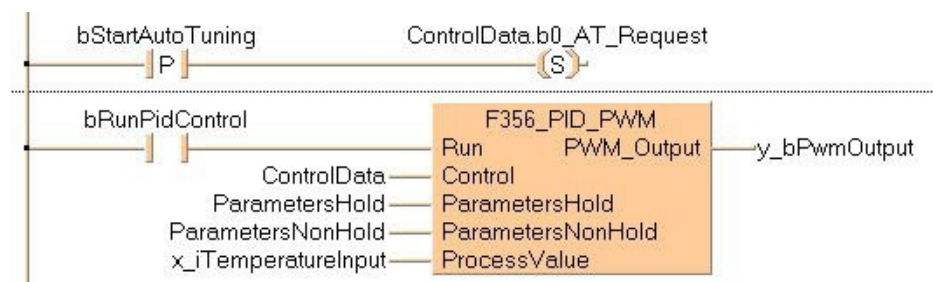 bStartAutoTuning ControlData.b0_AT_Request
P S
bRunPidControl F356_PID_PWM
Run PWM_Output y_bPwmOutput
ControlData Control
ParametersHold ParametersHold
ParametersNonHold ParametersNonHold
x_iTemperatureInput ProcessValue